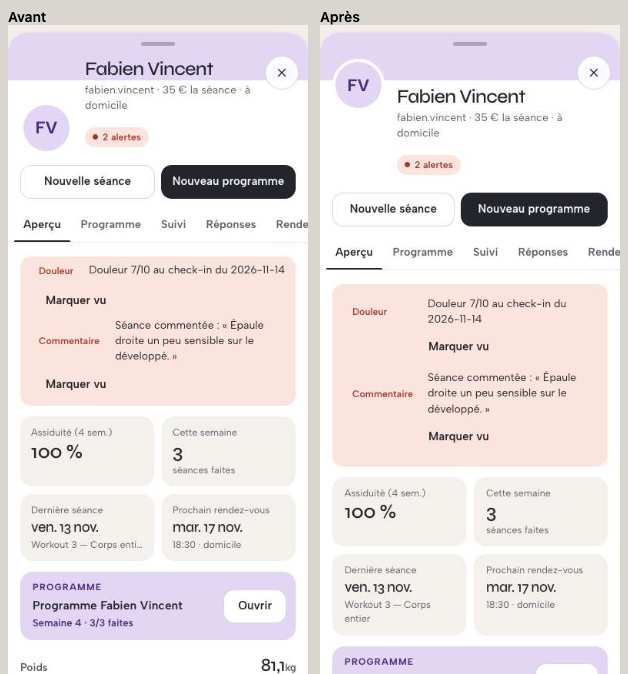 Avant
Fabien Vincent
fabien.vincent · 35 € la séance · à
domicile
FV
2 alertes
Nouvelle séance
Nouveau programme
Aperçu
Programme
Suivi
Réponses
Rende
Douleur
Douleur 7/10 au check-in du 2026-11-14
Marquer vu
Commentaire
Séance commentée : « Épaule
droite un peu sensible sur le
développé. »
Marquer vu
Assiduité (4 sem.)
100 %
Cette semaine
3
séances faites
Dernière séance
ven. 13 nov.
Workout 3 — Corps enti...
Prochain rendez-vous
mar. 17 nov.
18:30 · domicile
PROGRAMME
Programme Fabien Vincent
Semaine 4 · 3/3 faites
Ouvrir
Poids
81,1kg
Après
FV
Fabien Vincent
fabien.vincent · 35 € la séance · à
domicile
2 alertes
Nouvelle séance
Nouveau programme
Aperçu
Programme
Suivi
Réponses
Rende
Douleur
Douleur 7/10 au check-in du
2026-11-14
Marquer vu
Commentaire
Séance commentée : « Épaule
droite un peu sensible sur le
développé. »
Marquer vu
Assiduité (4 sem.)
100 %
Cette semaine
3
séances faites
Dernière séance
ven. 13 nov.
Workout 3 — Corps
entier
Prochain rendez-vous
mar. 17 nov.
18:30 · domicile
PROGRAMME